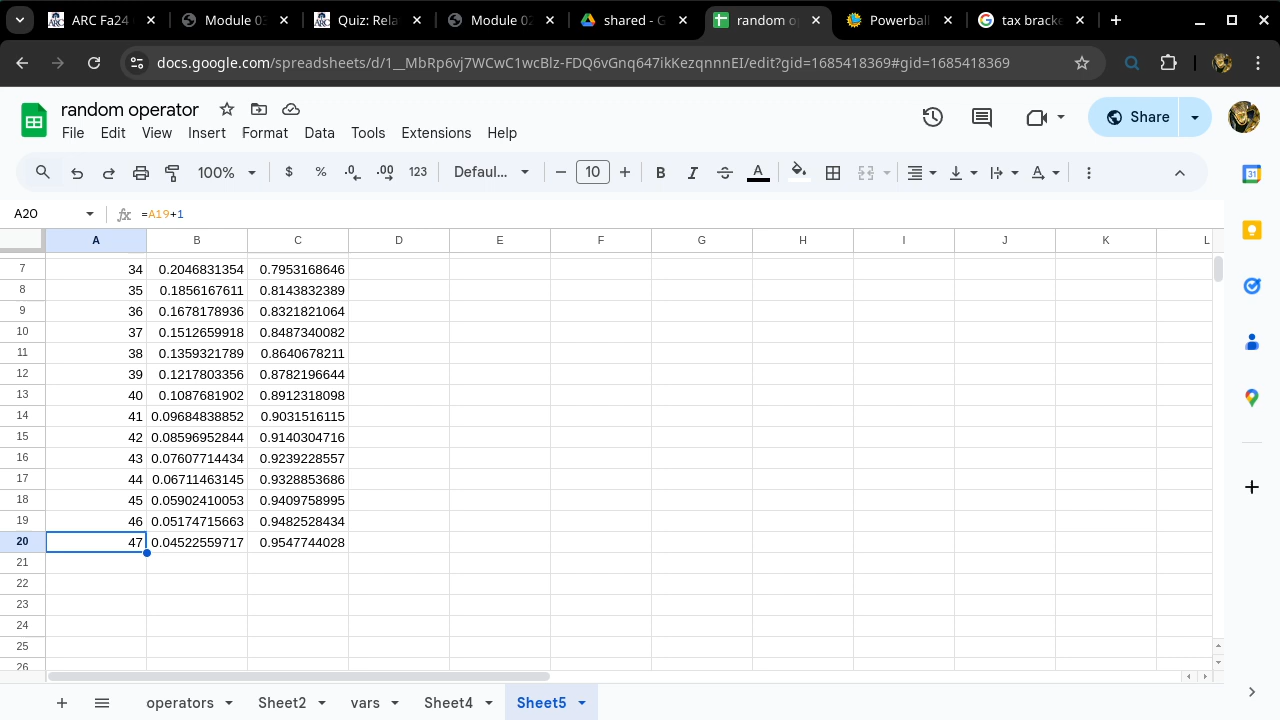 ARC Fa24
Module 03
Quiz: Rela
Module 02
shared - G
random o
Powerball
tax bracke
docs.google.com/spreadsheets/d/1__MbRp6vj7WCwC1wcBlz-FDQ6vGnq647ikKezqnnnEI/edit?gid=1685418369#gid=1685418369
random operator
File Edit View Insert Format Data Tools Extensions Help
Share
100% $ % .0 .00 123 Defaul... − 10 + B I S A
A20 fx =A19+1
A B C D E F G H I J K L
7 34 0.2046831354 0.7953168646
8 35 0.1856167611 0.8143832389
9 36 0.1678178936 0.8321821064
10 37 0.1512659918 0.8487340082
11 38 0.1359321789 0.8640678211
12 39 0.1217803356 0.8782196644
13 40 0.1087681902 0.8912318098
14 41 0.09684838852 0.9031516115
15 42 0.08596952844 0.9140304716
16 43 0.07607714434 0.9239228557
17 44 0.06711463145 0.9328853686
18 45 0.05902410053 0.9409758995
19 46 0.05174715663 0.9482528434
20 47 0.04522559717 0.9547744028
21
22
23
24
25
26
operators Sheet2 vars Sheet4 Sheet5